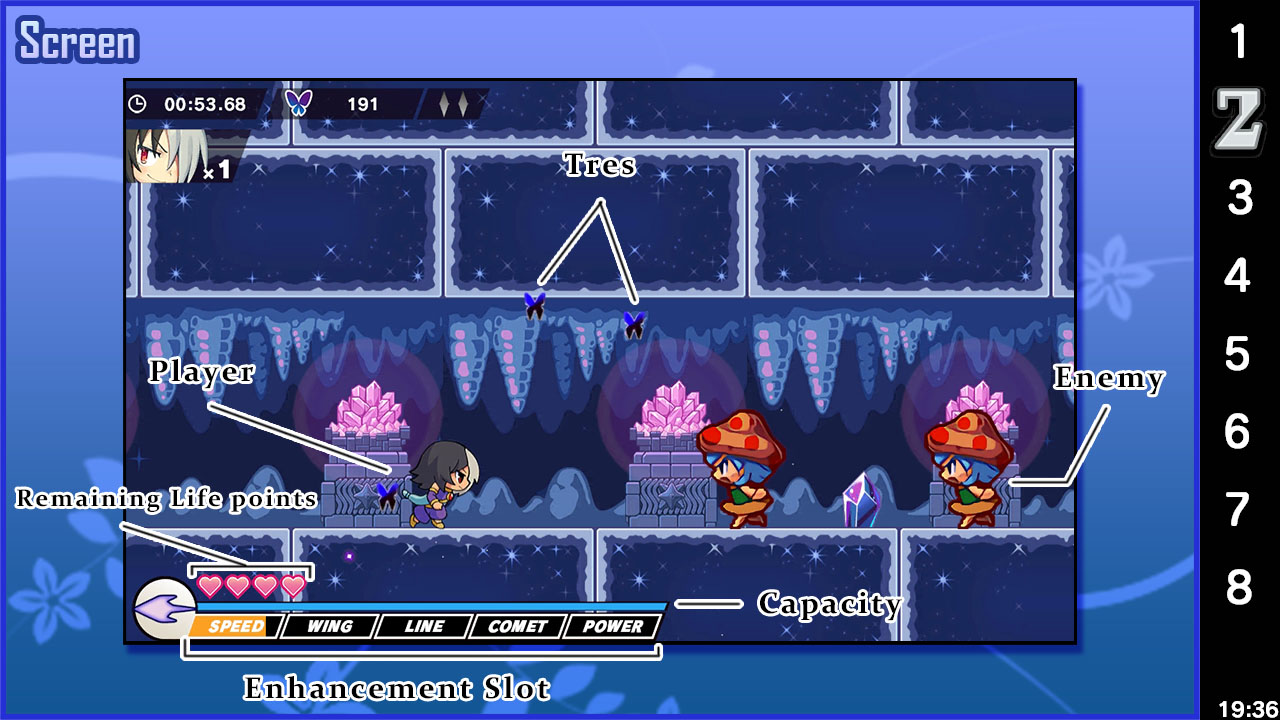 Screen
00:53.68 191
×1
Tres
Player
Enemy
Remaining Life points
Capacity
SPEED WING LINE COMET POWER
Enhancement Slot
1
2
3
4
5
6
7
8
19:36